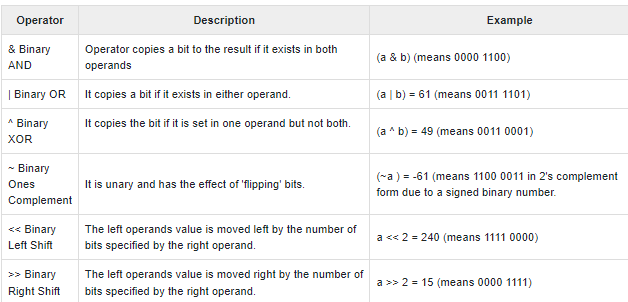 Operator Description Example
& Binary AND Operator copies a bit to the result if it exists in both operands (a & b) (means 0000 1100)
| Binary OR It copies a bit if it exists in either operand. (a | b) = 61 (means 0011 1101)
^ Binary XOR It copies the bit if it is set in one operand but not both. (a ^ b) = 49 (means 0011 0001)
~ Binary Ones Complement It is unary and has the effect of 'flipping' bits. (~a ) = -61 (means 1100 0011 in 2's complement form due to a signed binary number.
<< Binary Left Shift The left operands value is moved left by the number of bits specified by the right operand. a << 2 = 240 (means 1111 0000)
>> Binary Right Shift The left operands value is moved right by the number of bits specified by the right operand. a >> 2 = 15 (means 0000 1111)